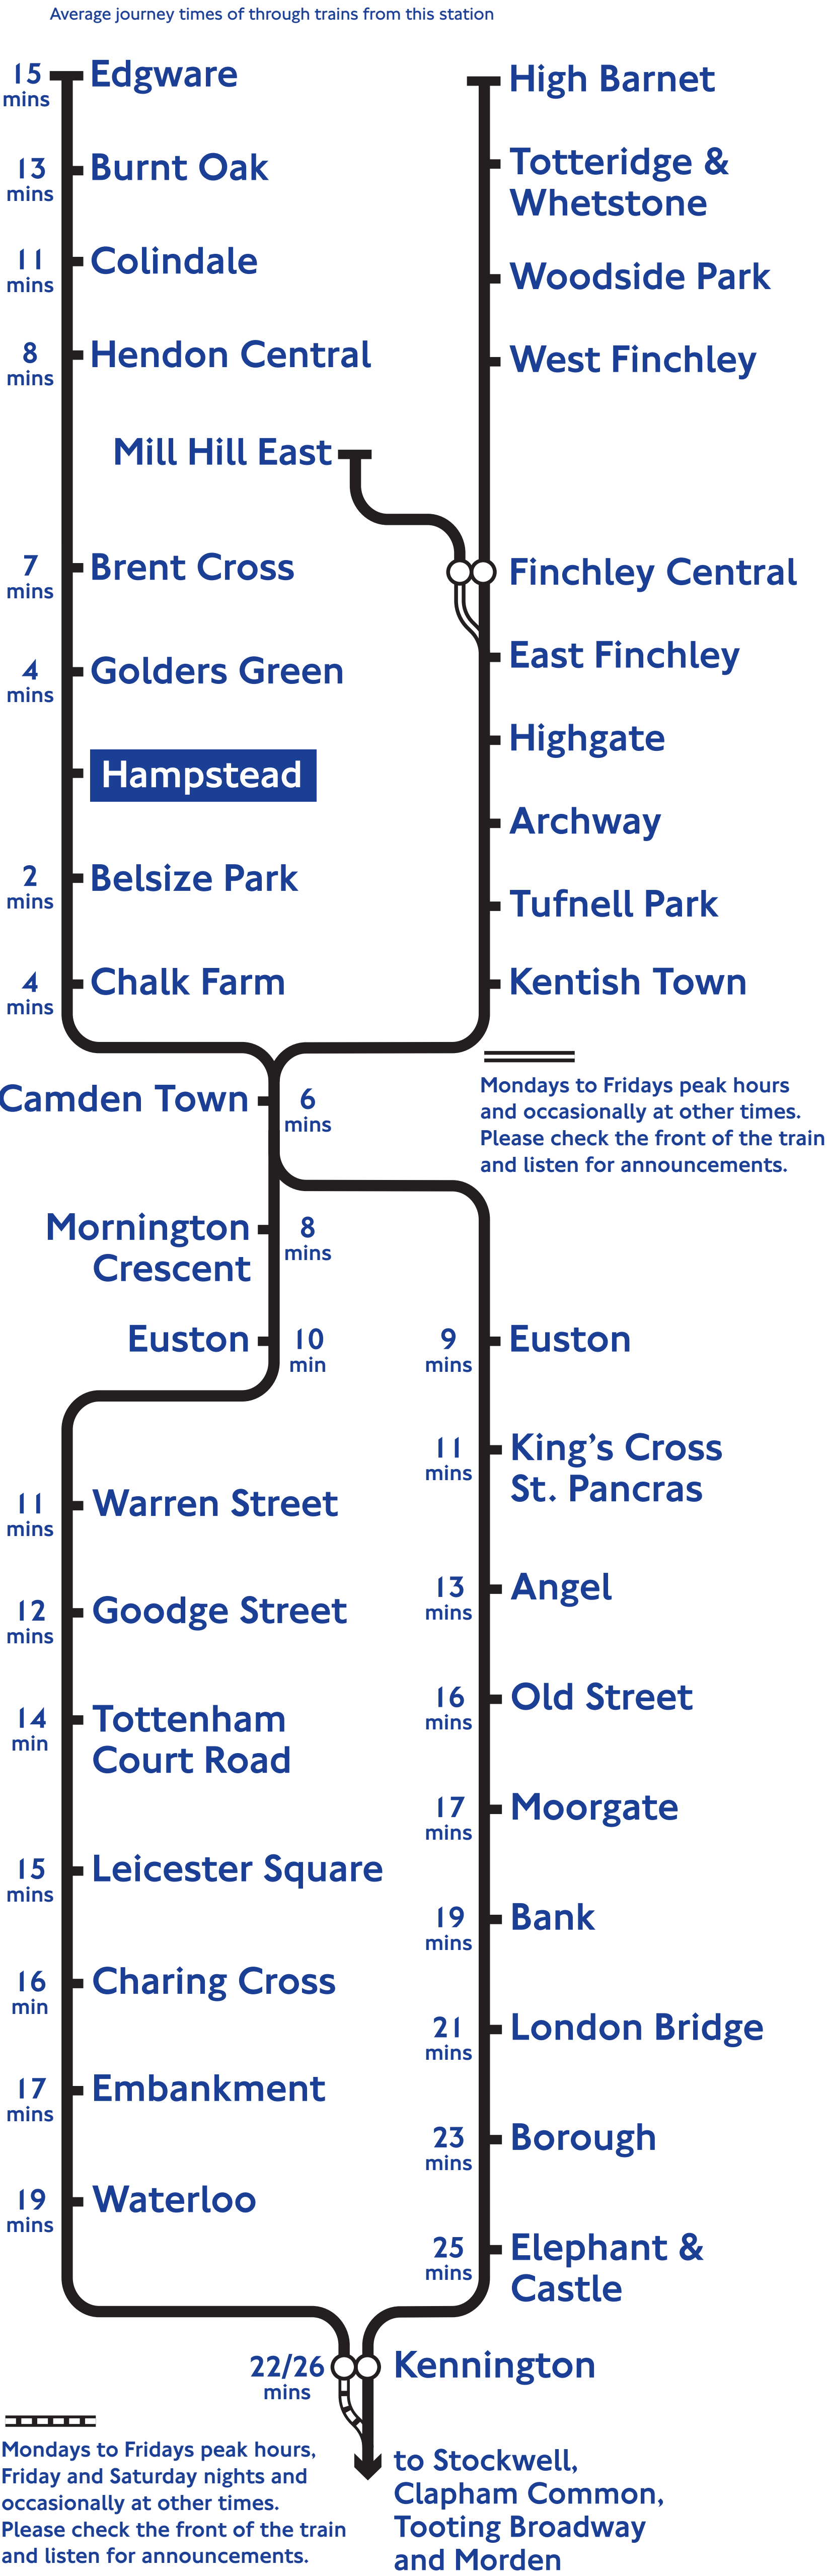 Average journey times of through trains from this station
15
mins
Edgware
13
mins
Burnt Oak
11
mins
Colindale
8
mins
Hendon Central
Mill Hill East
7
mins
Brent Cross
4
mins
Golders Green
Hampstead
2
mins
Belsize Park
4
mins
Chalk Farm
High Barnet
Totteridge &
Whetstone
Woodside Park
West Finchley
Finchley Central
East Finchley
Highgate
Archway
Tufnell Park
Kentish Town
Mondays to Fridays peak hours
and occasionally at other times.
Please check the front of the train
and listen for announcements.
Camden Town
6
mins
Mornington
Crescent
8
mins
Euston
10
min
11
mins
Warren Street
12
mins
Goodge Street
14
min
Tottenham
Court Road
15
mins
Leicester Square
16
min
Charing Cross
17
mins
Embankment
19
mins
Waterloo
9
mins
Euston
11
mins
King's Cross
St. Pancras
13
mins
Angel
16
mins
Old Street
17
mins
Moorgate
19
mins
Bank
21
mins
London Bridge
23
mins
Borough
25
mins
Elephant &
Castle
22/26
mins
Kennington
Mondays to Fridays peak hours,
Friday and Saturday nights and
occasionally at other times.
Please check the front of the train
and listen for announcements.
to Stockwell,
Clapham Common,
Tooting Broadway
and Morden